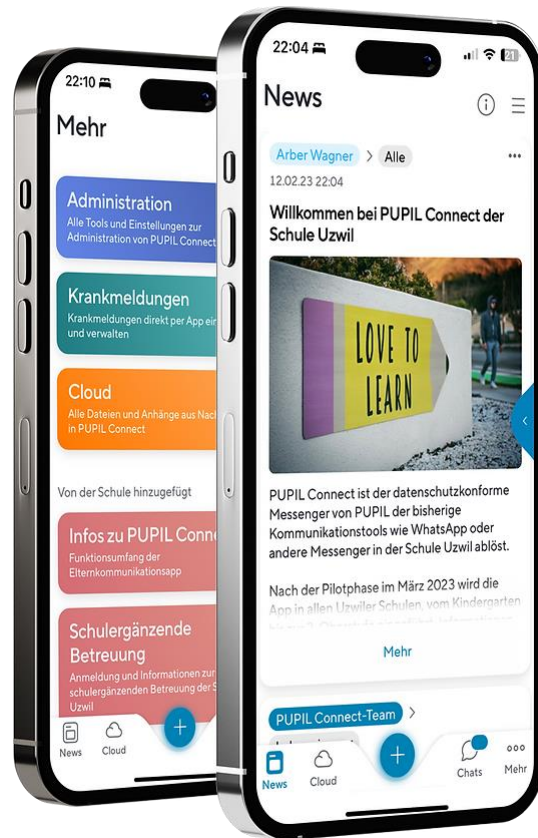 22:10
Mehr
Administration
Alle Tools und Einstellungen zur
Administration von PUPIL Connect
Krankmeldungen
Krankmeldungen direkt per App
und verwalten
Cloud
Alle Dateien und Anhänge aus
in PUPIL Connect
Von der Schule hinzugefügt
Infos zu PUPIL
Funktionsumfang der
Elternkommunikationsapp
Schulergänzende
Betreuung
Anmeldung und Informationen zur
schulergänzenden Betreuung der
Uzwil
News
Cloud
22:04
21
News
Arber Wagner > Alle
12.02.23 22:04
Willkommen bei PUPIL Connect der
Schule Uzwil
LOVE TO
LEARN
PUPIL Connect ist der datenschutzkonforme
Messenger von PUPIL der bisherige
Kommunikationstools wie WhatsApp oder
andere Messenger in der Schule Uzwil ablöst.
Nach der Pilotphase im März 2023 wird die
App in allen Uzwiler Schulen, vom Kindergarten
Mehr
PUPIL Connect-Team >
News
Cloud
Chats
Mehr